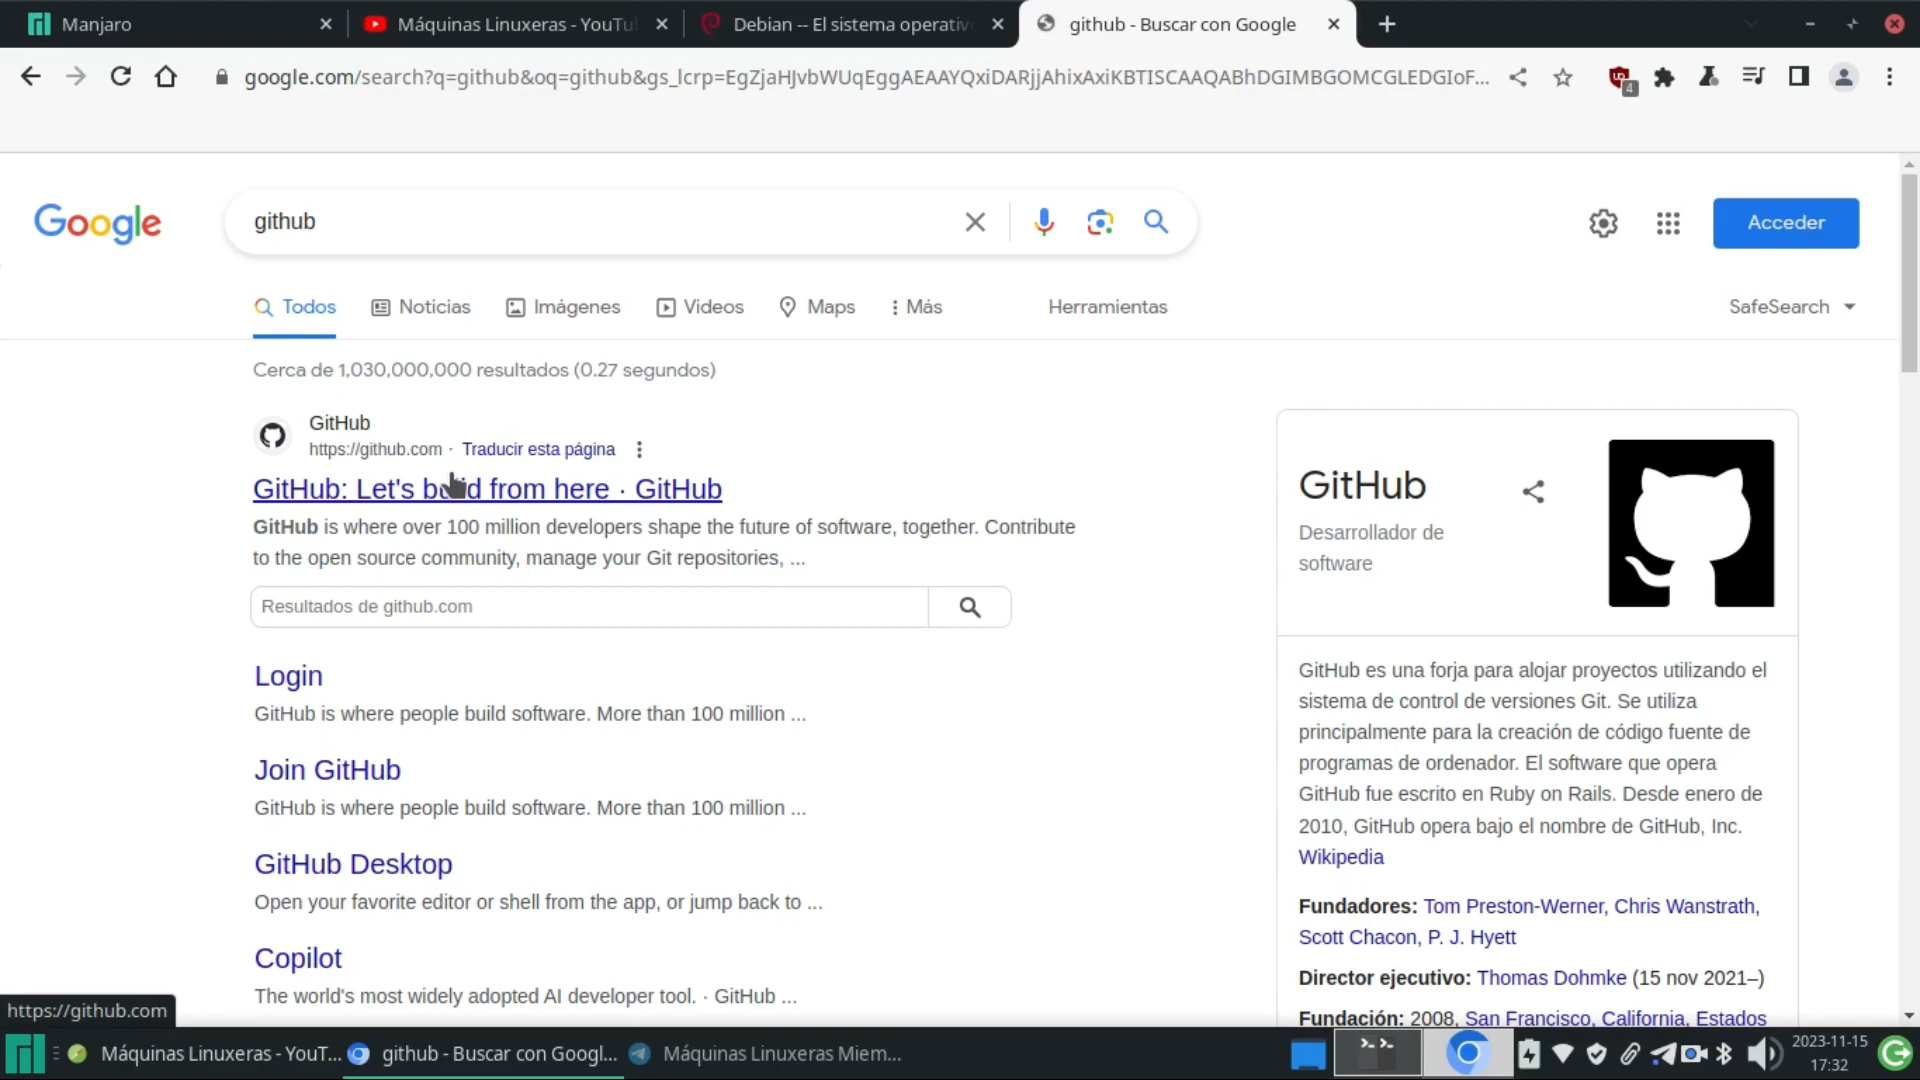 Manjaro
Máquinas Linuxeras - YouTu
Debian -- El sistema operativ
github - Buscar con Google
google.com/search?q=github&oq=github&gs_lcrp=EgZjaHJvbWUqEggAEAAYQxiDARjjAhixAxiKBTISCAAQABhDGIMBGOMCGLEDGIoF...
4
Google
github
Acceder
Todos
Noticias
Imágenes
Videos
Maps
Más
Herramientas
SafeSearch
Cerca de 1,030,000,000 resultados (0.27 segundos)
GitHub
https://github.com · Traducir esta página
GitHub: Let's build from here · GitHub
GitHub is where over 100 million developers shape the future of software, together. Contribute
to the open source community, manage your Git repositories, ...
Resultados de github.com
Login
GitHub is where people build software. More than 100 million ...
Join GitHub
GitHub is where people build software. More than 100 million ...
GitHub Desktop
Open your favorite editor or shell from the app, or jump back to ...
Copilot
The world's most widely adopted AI developer tool. · GitHub ...
GitHub
Desarrollador de
software
GitHub es una forja para alojar proyectos utilizando el
sistema de control de versiones Git. Se utiliza
principalmente para la creación de código fuente de
programas de ordenador. El software que opera
GitHub fue escrito en Ruby on Rails. Desde enero de
2010, GitHub opera bajo el nombre de GitHub, Inc.
Wikipedia
Fundadores: Tom Preston-Werner, Chris Wanstrath,
Scott Chacon, P. J. Hyett
Director ejecutivo: Thomas Dohmke (15 nov 2021–)
Fundación: 2008, San Francisco, California, Estados
https://github.com
Máquinas Linuxeras - YouT...
github - Buscar con Googl...
Máquinas Linuxeras Miem...
2023-11-15
17:32